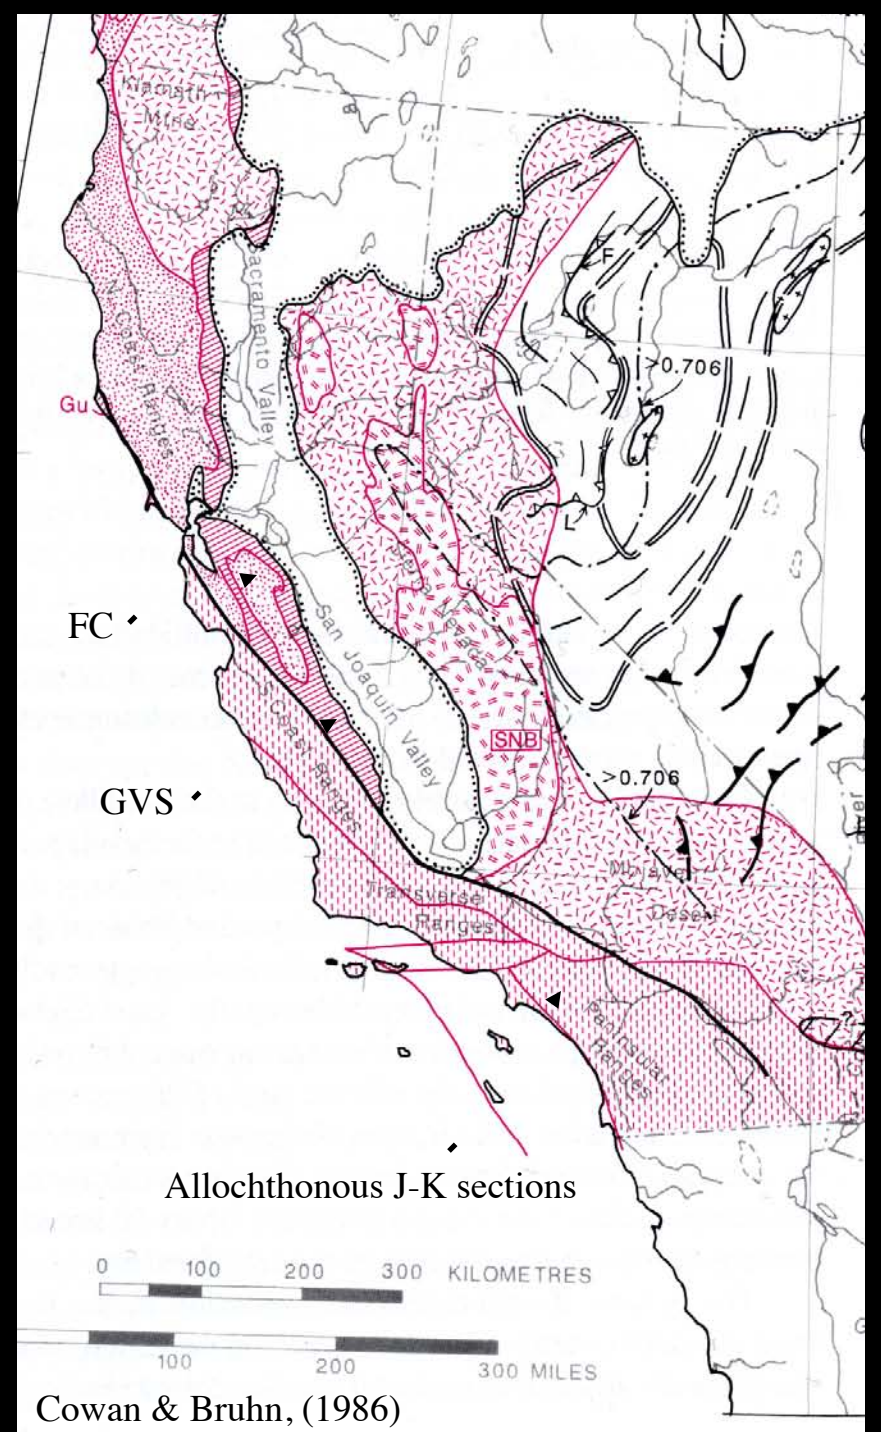 Klamath
Mtns
Sacramento Valley
N. Coast Ranges
F
>0.706
Gu
L
Sierra Nevada
FC
San Joaquin Valley
S. Coast Ranges
SNB
>0.706
GVS
River
Mojave
Desert
Transverse
Ranges
?
Peninsular
Ranges
Allochthonous J-K sections
0 100 200 300 KILOMETRES
100 200 300 MILES
Cowan & Bruhn, (1986)